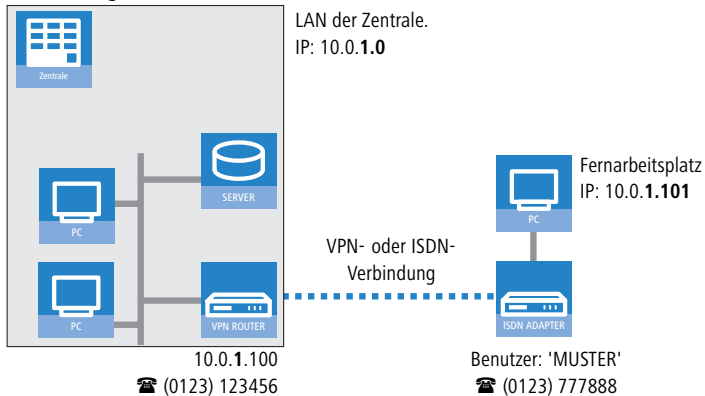 LAN der Zentrale.
IP: 10.0.1.0
Zentrale
SERVER
PC
PC
VPN ROUTER
10.0.1.100
☎ (0123) 123456
VPN- oder ISDN-
Verbindung
Fernarbeitsplatz
IP: 10.0.1.101
PC
ISDN ADAPTER
Benutzer: 'MUSTER'
☎ (0123) 777888